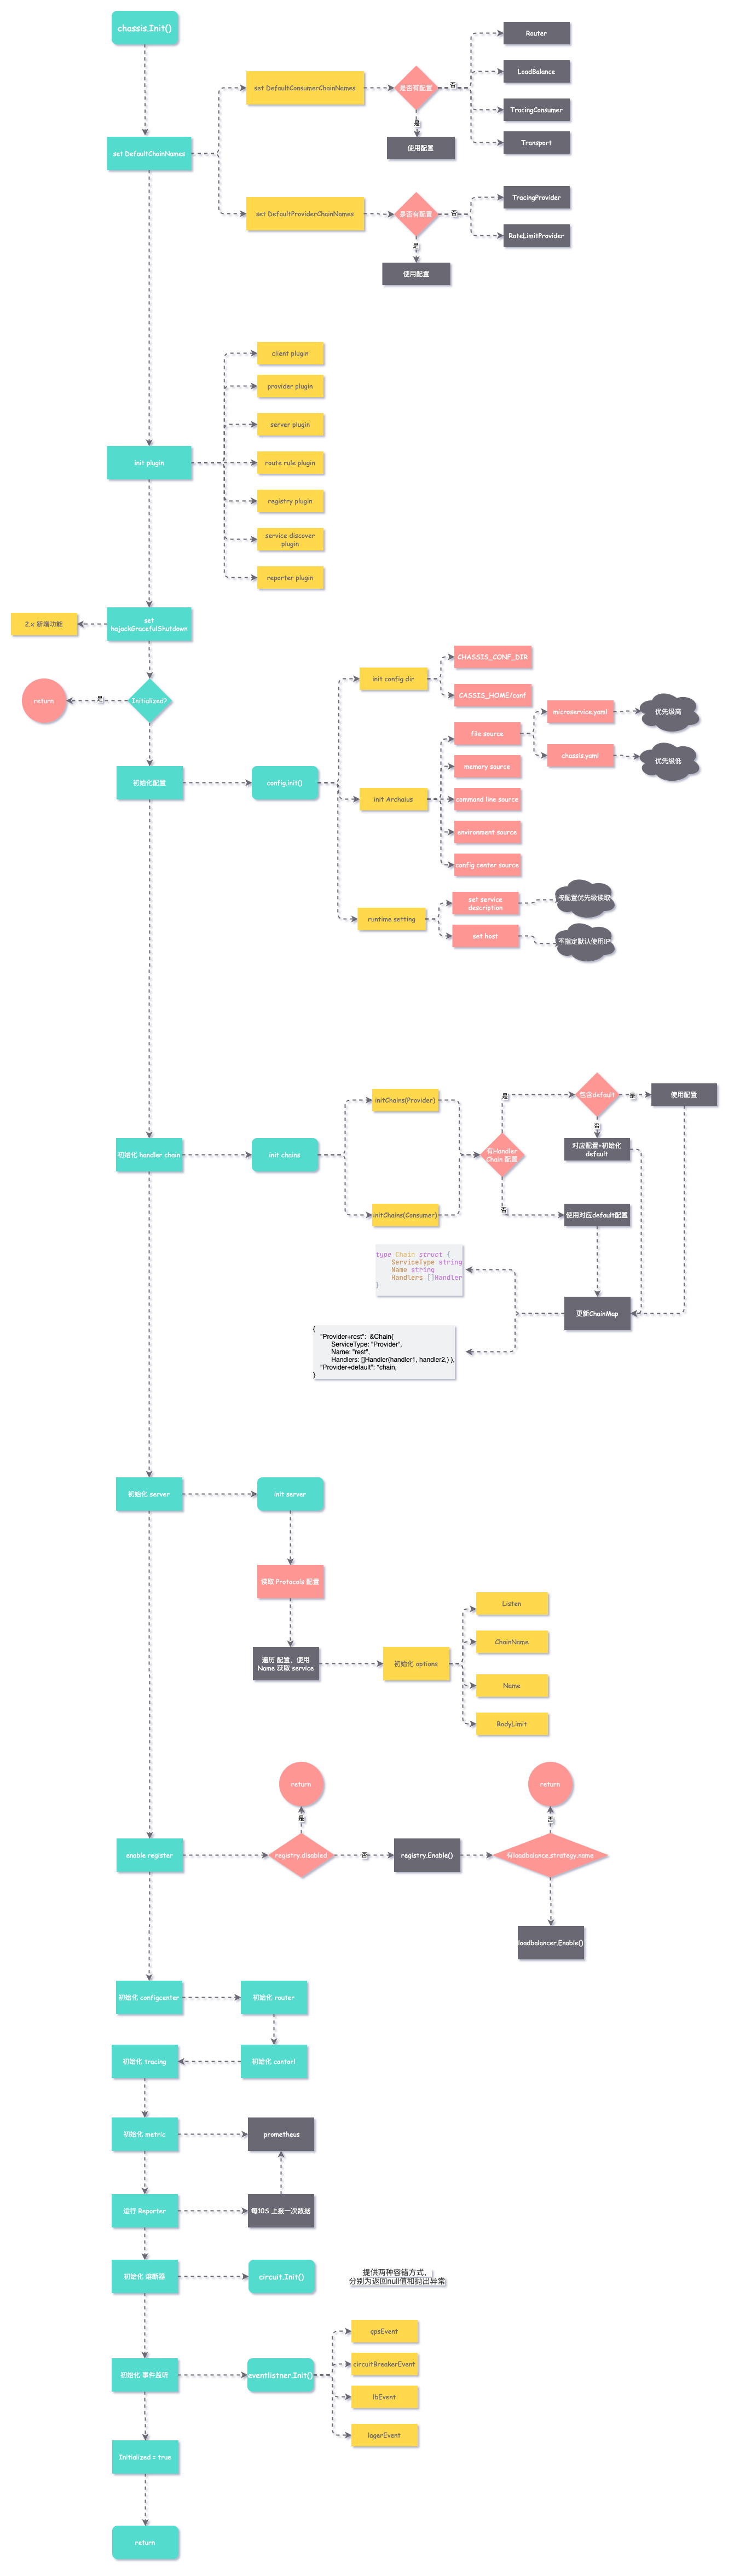 chassis.Init()
set DefaultChainNames
set DefaultConsumerChainNames
是否有配置
否
是
使用配置
Router
LoadBalance
TracingConsumer
Transport
set DefaultProviderChainNames
是否有配置
否
是
使用配置
TracingProvider
RateLimitProvider
init plugin
client plugin
provider plugin
server plugin
route rule plugin
registry plugin
service discover
plugin
reporter plugin
set
hajackGracefulShutdown
2.x 新增功能
Initialized?
是
return
初始化配置
config.init()
init config dir
CHASSIS_CONF_DIR
CASSIS_HOME/conf
init Archaius
file source
microservice.yaml
优先级高
chassis.yaml
优先级低
memory source
command line source
environment source
config center source
runtime setting
set service
description
按配置优先级读取
set host
不指定默认使用IP
初始化 handler chain
init chains
initChains(Provider)
initChains(Consumer)
有Handler
Chain 配置
是
否
包含default
是
否
使用配置
对应配置+初始化
default
使用对应default配置
更新ChainMap
type Chain struct {
ServiceType string
Name string
Handlers []Handler
}
{
"Provider+rest": &Chain{
ServiceType: "Provider",
Name: "rest",
Handlers: []Handler{handler1, handler2,} },
"Provider+default": *chain,
}
初始化 server
init server
读取 Protocols 配置
遍历 配置，使用
Name 获取 service
初始化 options
Listen
ChainName
Name
BodyLimit
enable register
registry.disabled
是
return
否
registry.Enable()
有loadbalance.strategy.name
否
return
loadbalancer.Enable()
初始化 configcenter
初始化 router
初始化 contorl
初始化 tracing
初始化 metric
prometheus
运行 Reporter
每10S 上报一次数据
初始化 熔断器
circuit.Init()
提供两种容错方式，
分别为返回null值和抛出异常
初始化 事件监听
eventlistner.Init()
qpsEvent
circuitBreakerEvent
lbEvent
lagerEvent
Initialized = true
return